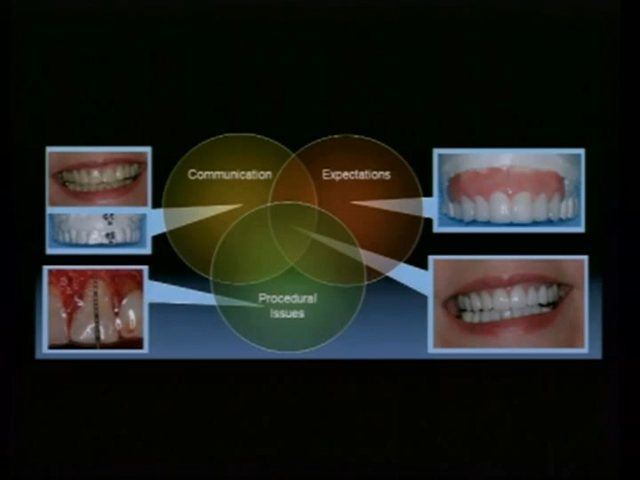 Communication
Expectations
Procedural
Issues